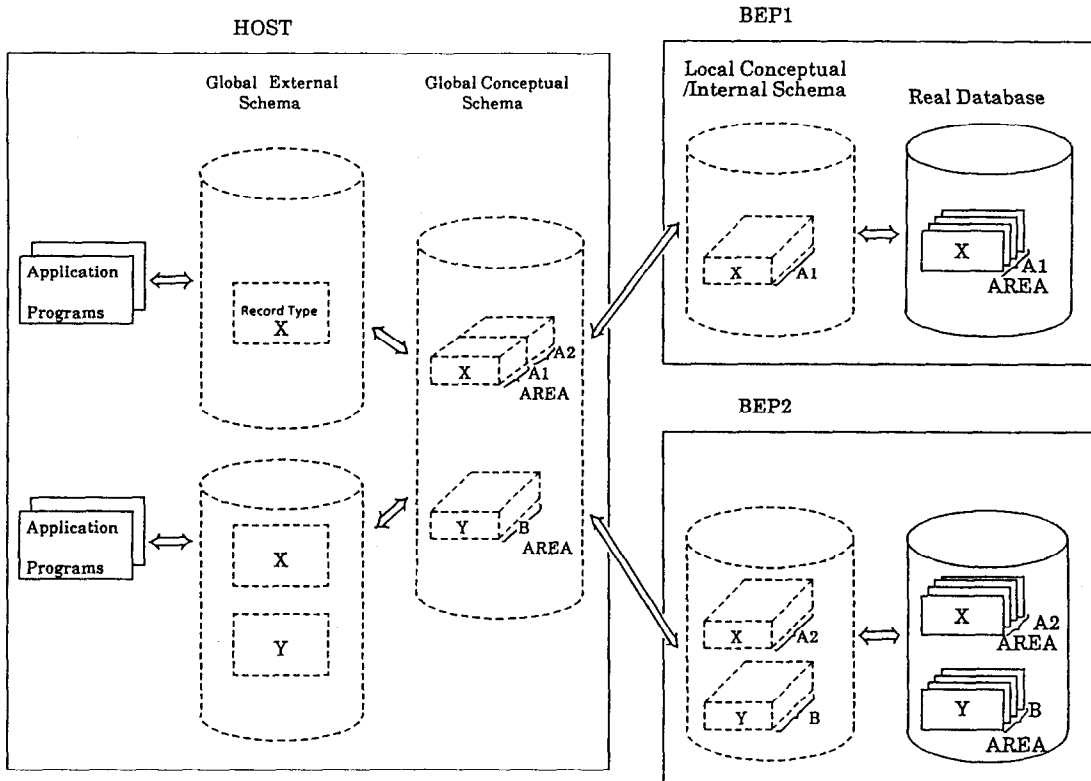 HOST
Global External
Schema
Global Conceptual
Schema
Application
Programs
Record Type
X
X
A1
A2
AREA
Application
Programs
X
Y
Y
B
AREA
BEP1
Local Conceptual
/Internal Schema
Real Database
X
A1
X
A1
AREA
BEP2
X
A2
Y
B
X
A2
AREA
Y
B
AREA